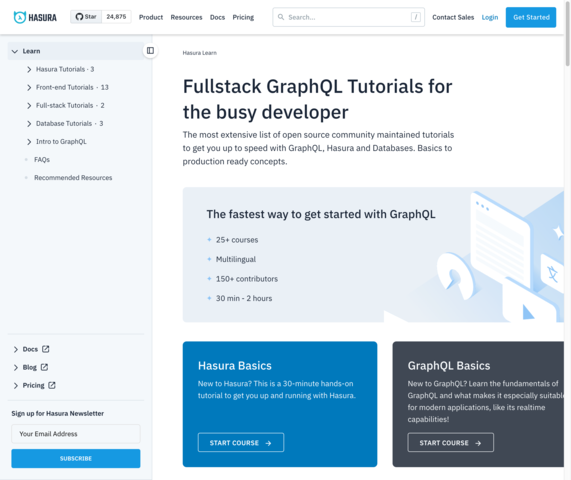 HASURA
Star 24,875
Product Resources Docs Pricing
Search... /
Contact Sales Login Get Started
Learn
Hasura Tutorials · 3
Front-end Tutorials · 13
Full-stack Tutorials · 2
Database Tutorials · 3
Intro to GraphQL
FAQs
Recommended Resources
Docs
Blog
Pricing
Sign up for Hasura Newsletter
Your Email Address
SUBSCRIBE
Hasura Learn
Fullstack GraphQL Tutorials for
the busy developer
The most extensive list of open source community maintained tutorials
to get you up to speed with GraphQL, Hasura and Databases. Basics to
production ready concepts.
The fastest way to get started with GraphQL
25+ courses
Multilingual
150+ contributors
30 min - 2 hours
Hasura Basics
New to Hasura? This is a 30-minute hands-on
tutorial to get you up and running with Hasura.
START COURSE
GraphQL Basics
New to GraphQL? Learn the fundamentals of
GraphQL and what makes it especially suitable
for modern applications, like its realtime
capabilities!
START COURSE